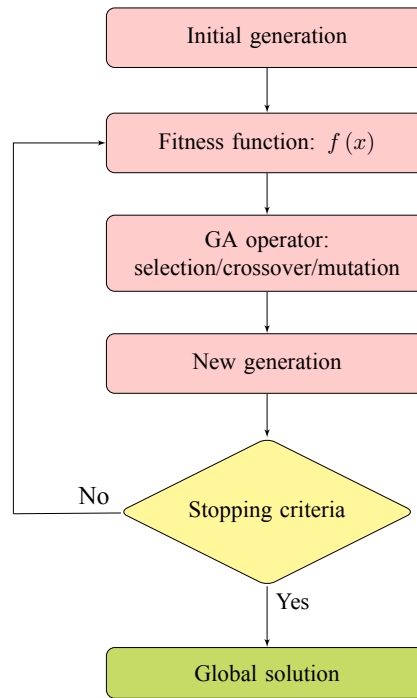 Initial generation
Fitness function: f (x)
GA operator:
selection/crossover/mutation
New generation
Stopping criteria
No
Yes
Global solution